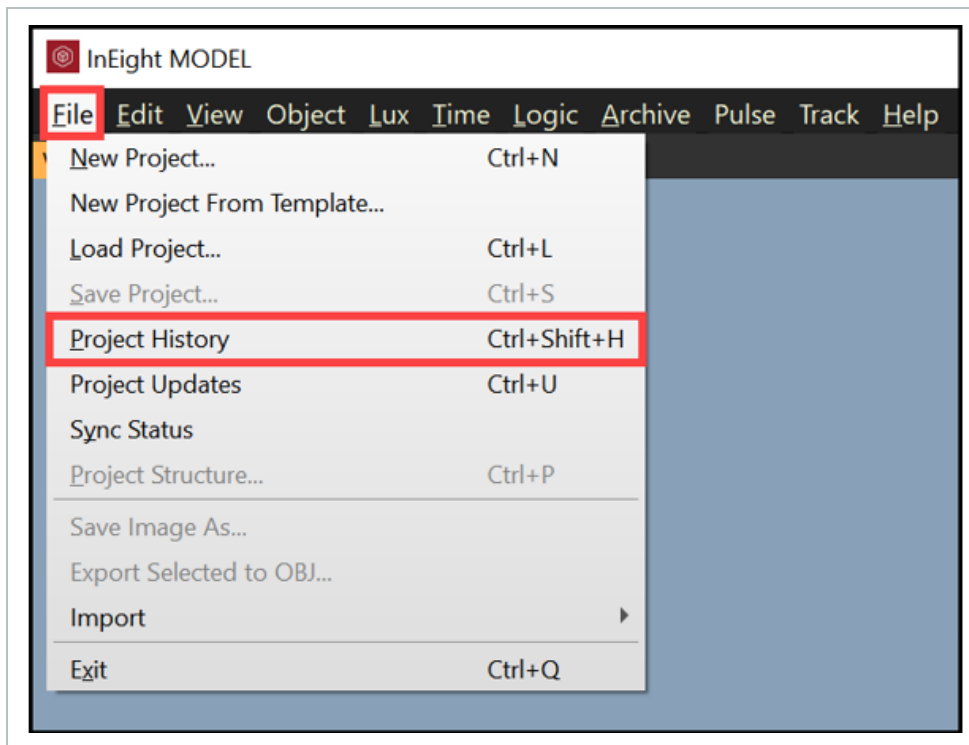 InEight MODEL
File Edit View Object Lux Time Logic Archive Pulse Track Help
New Project... Ctrl+N
New Project From Template...
Load Project... Ctrl+L
Save Project... Ctrl+S
Project History Ctrl+Shift+H
Project Updates Ctrl+U
Sync Status
Project Structure... Ctrl+P
Save Image As...
Export Selected to OBJ...
Import
Exit Ctrl+Q